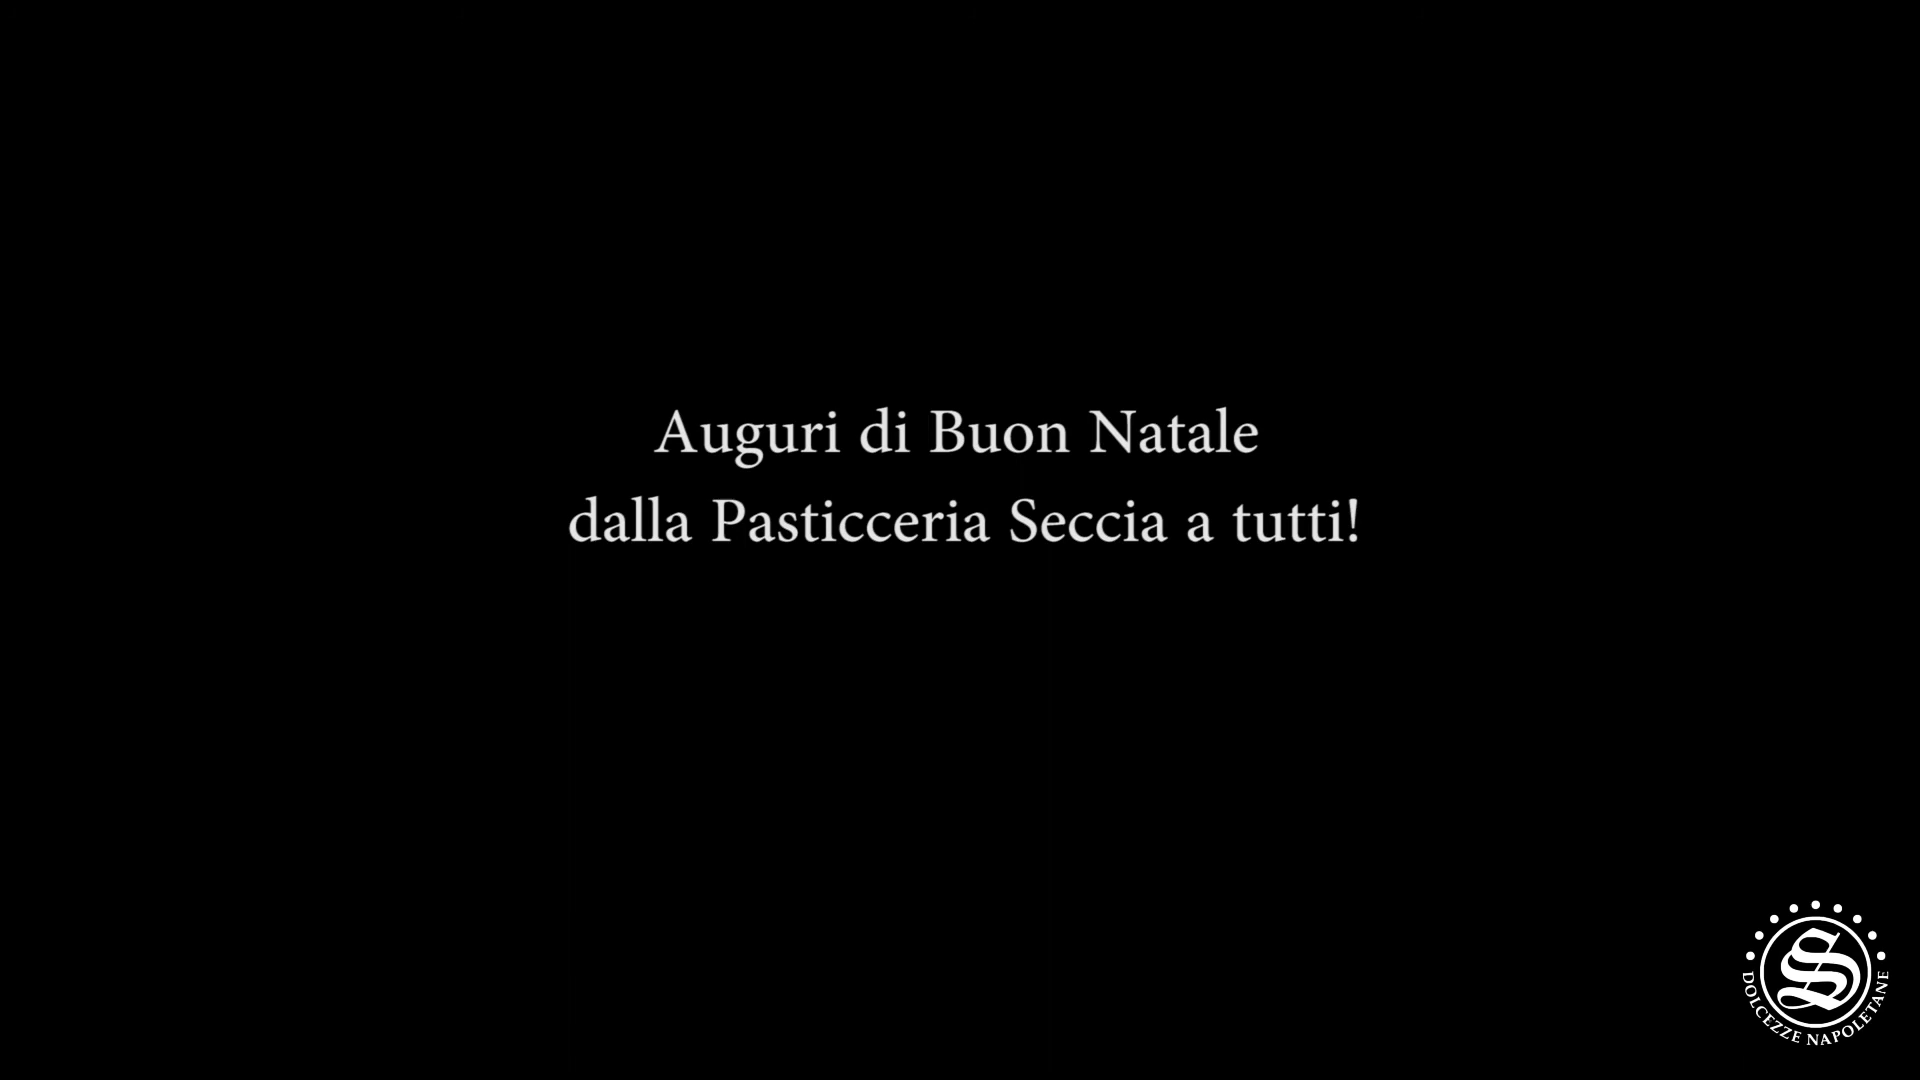 Auguri di Buon Natale
dalla Pasticceria Seccia a tutti!
S
DOLCEZZE NAPOLETANE